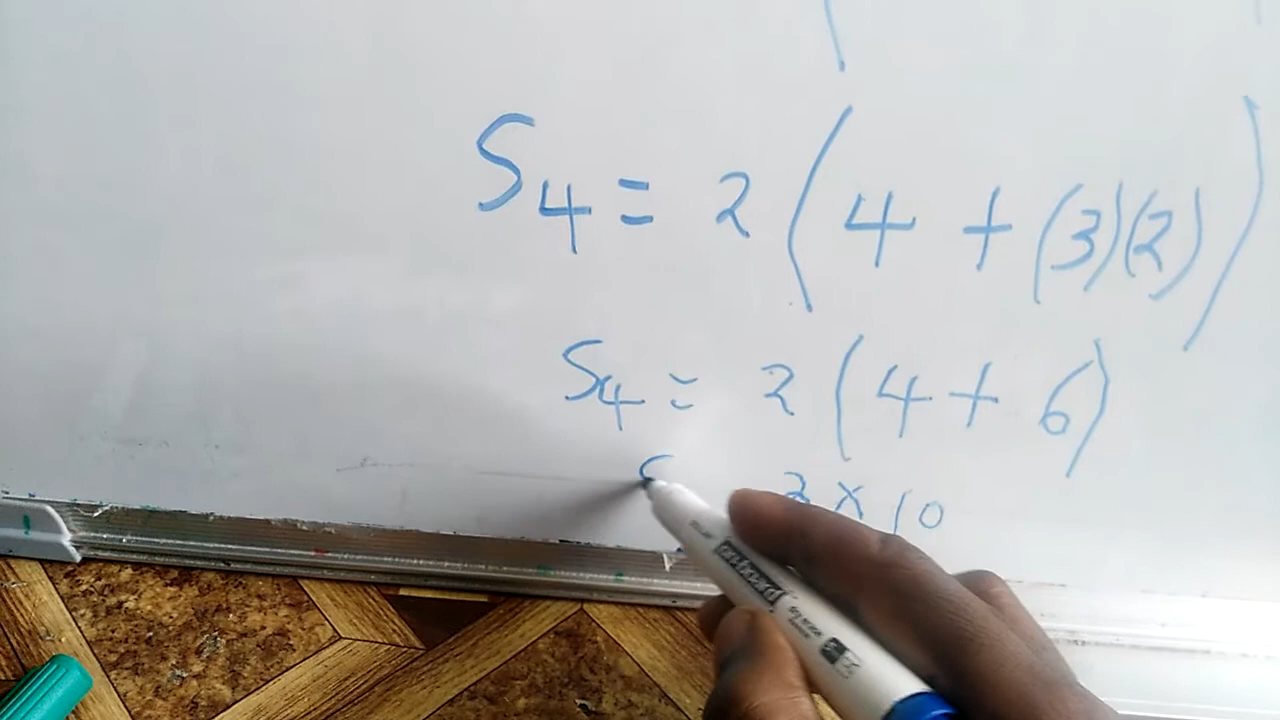 S₄ = 2 ( 4 + (3)(2) )
S₄ = 2 ( 4 + 6 )
S 2 × 10